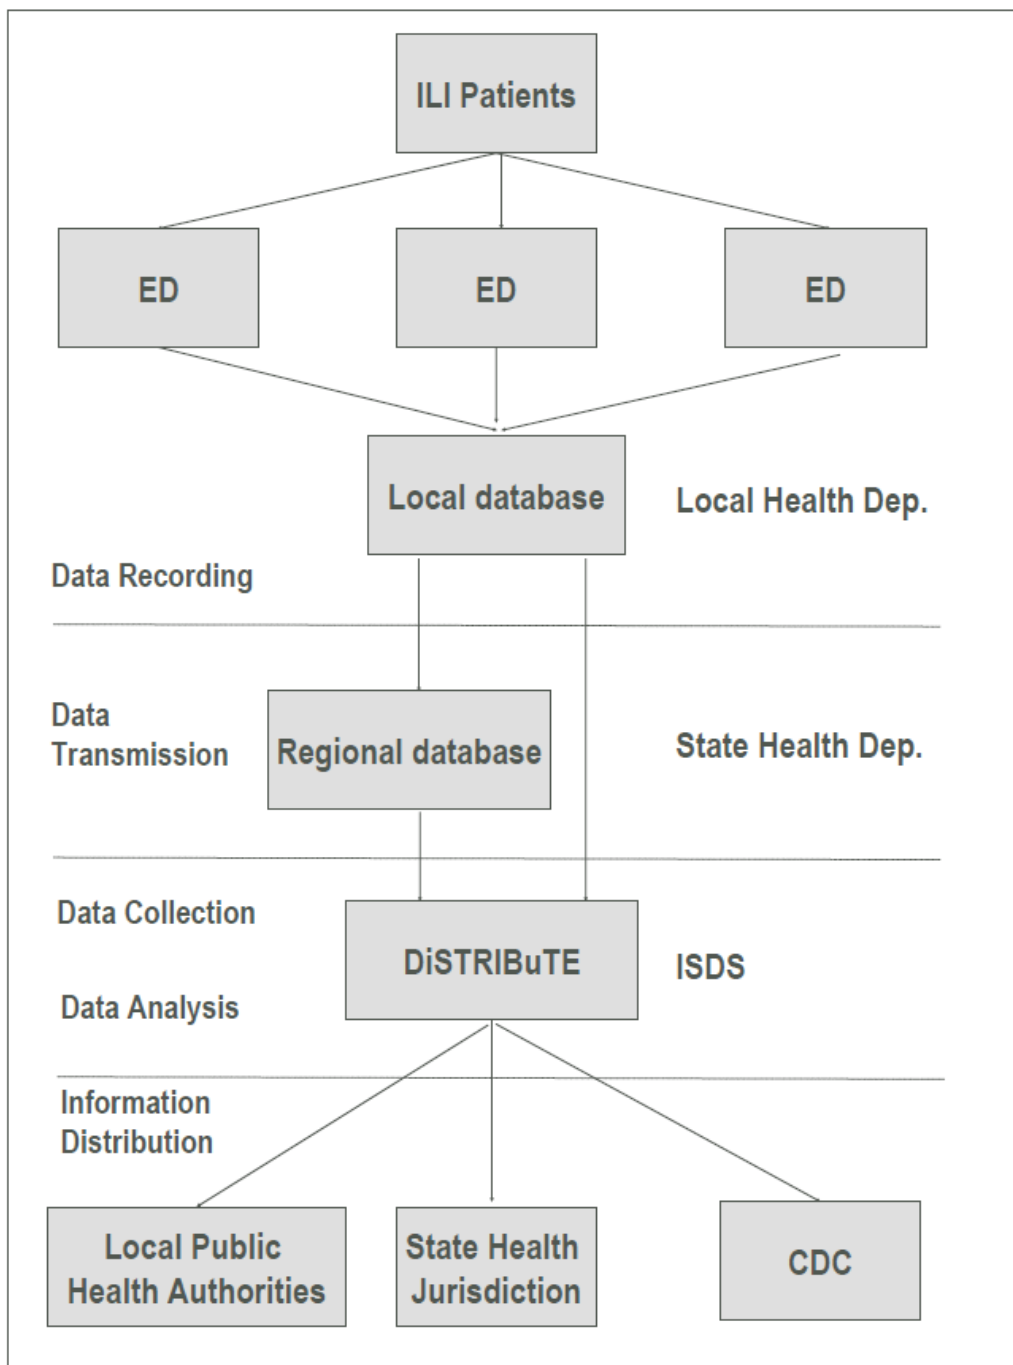 ILI Patients
ED
ED
ED
Local database
Local Health Dep.
Data Recording
Data
Transmission
Regional database
State Health Dep.
Data Collection
DiSTRIBuTE
ISDS
Data Analysis
Information
Distribution
Local Public
Health Authorities
State Health
Jurisdiction
CDC